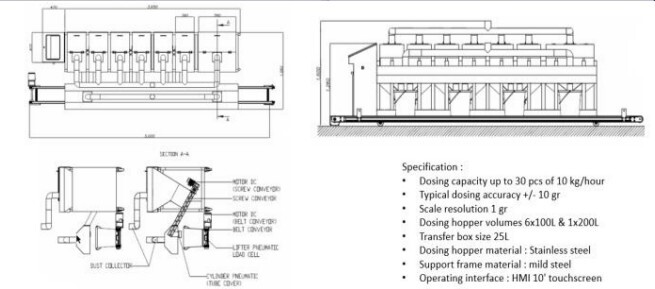 SECTION A-A
MOTOR DC
(SCREW CONVEYOR)
SCREW CONVEYOR
MOTOR DC
(BELT CONVEYOR)
BELT CONVEYOR
LIFTER PNEUMATIC
LOAD CELL
DUST COLLECTOR
CYLINDER PNEUMATIC
(TUBE COVER)
Specification :
• Dosing capacity up to 30 pcs of 10 kg/hour
• Typical dosing accuracy +/- 10 gr
• Scale resolution 1 gr
• Dosing hopper volumes 6x100L & 1x200L
• Transfer box size 25L
• Dosing hopper material : Stainless steel
• Support frame material : mild steel
• Operating interface : HMI 10' touchscreen